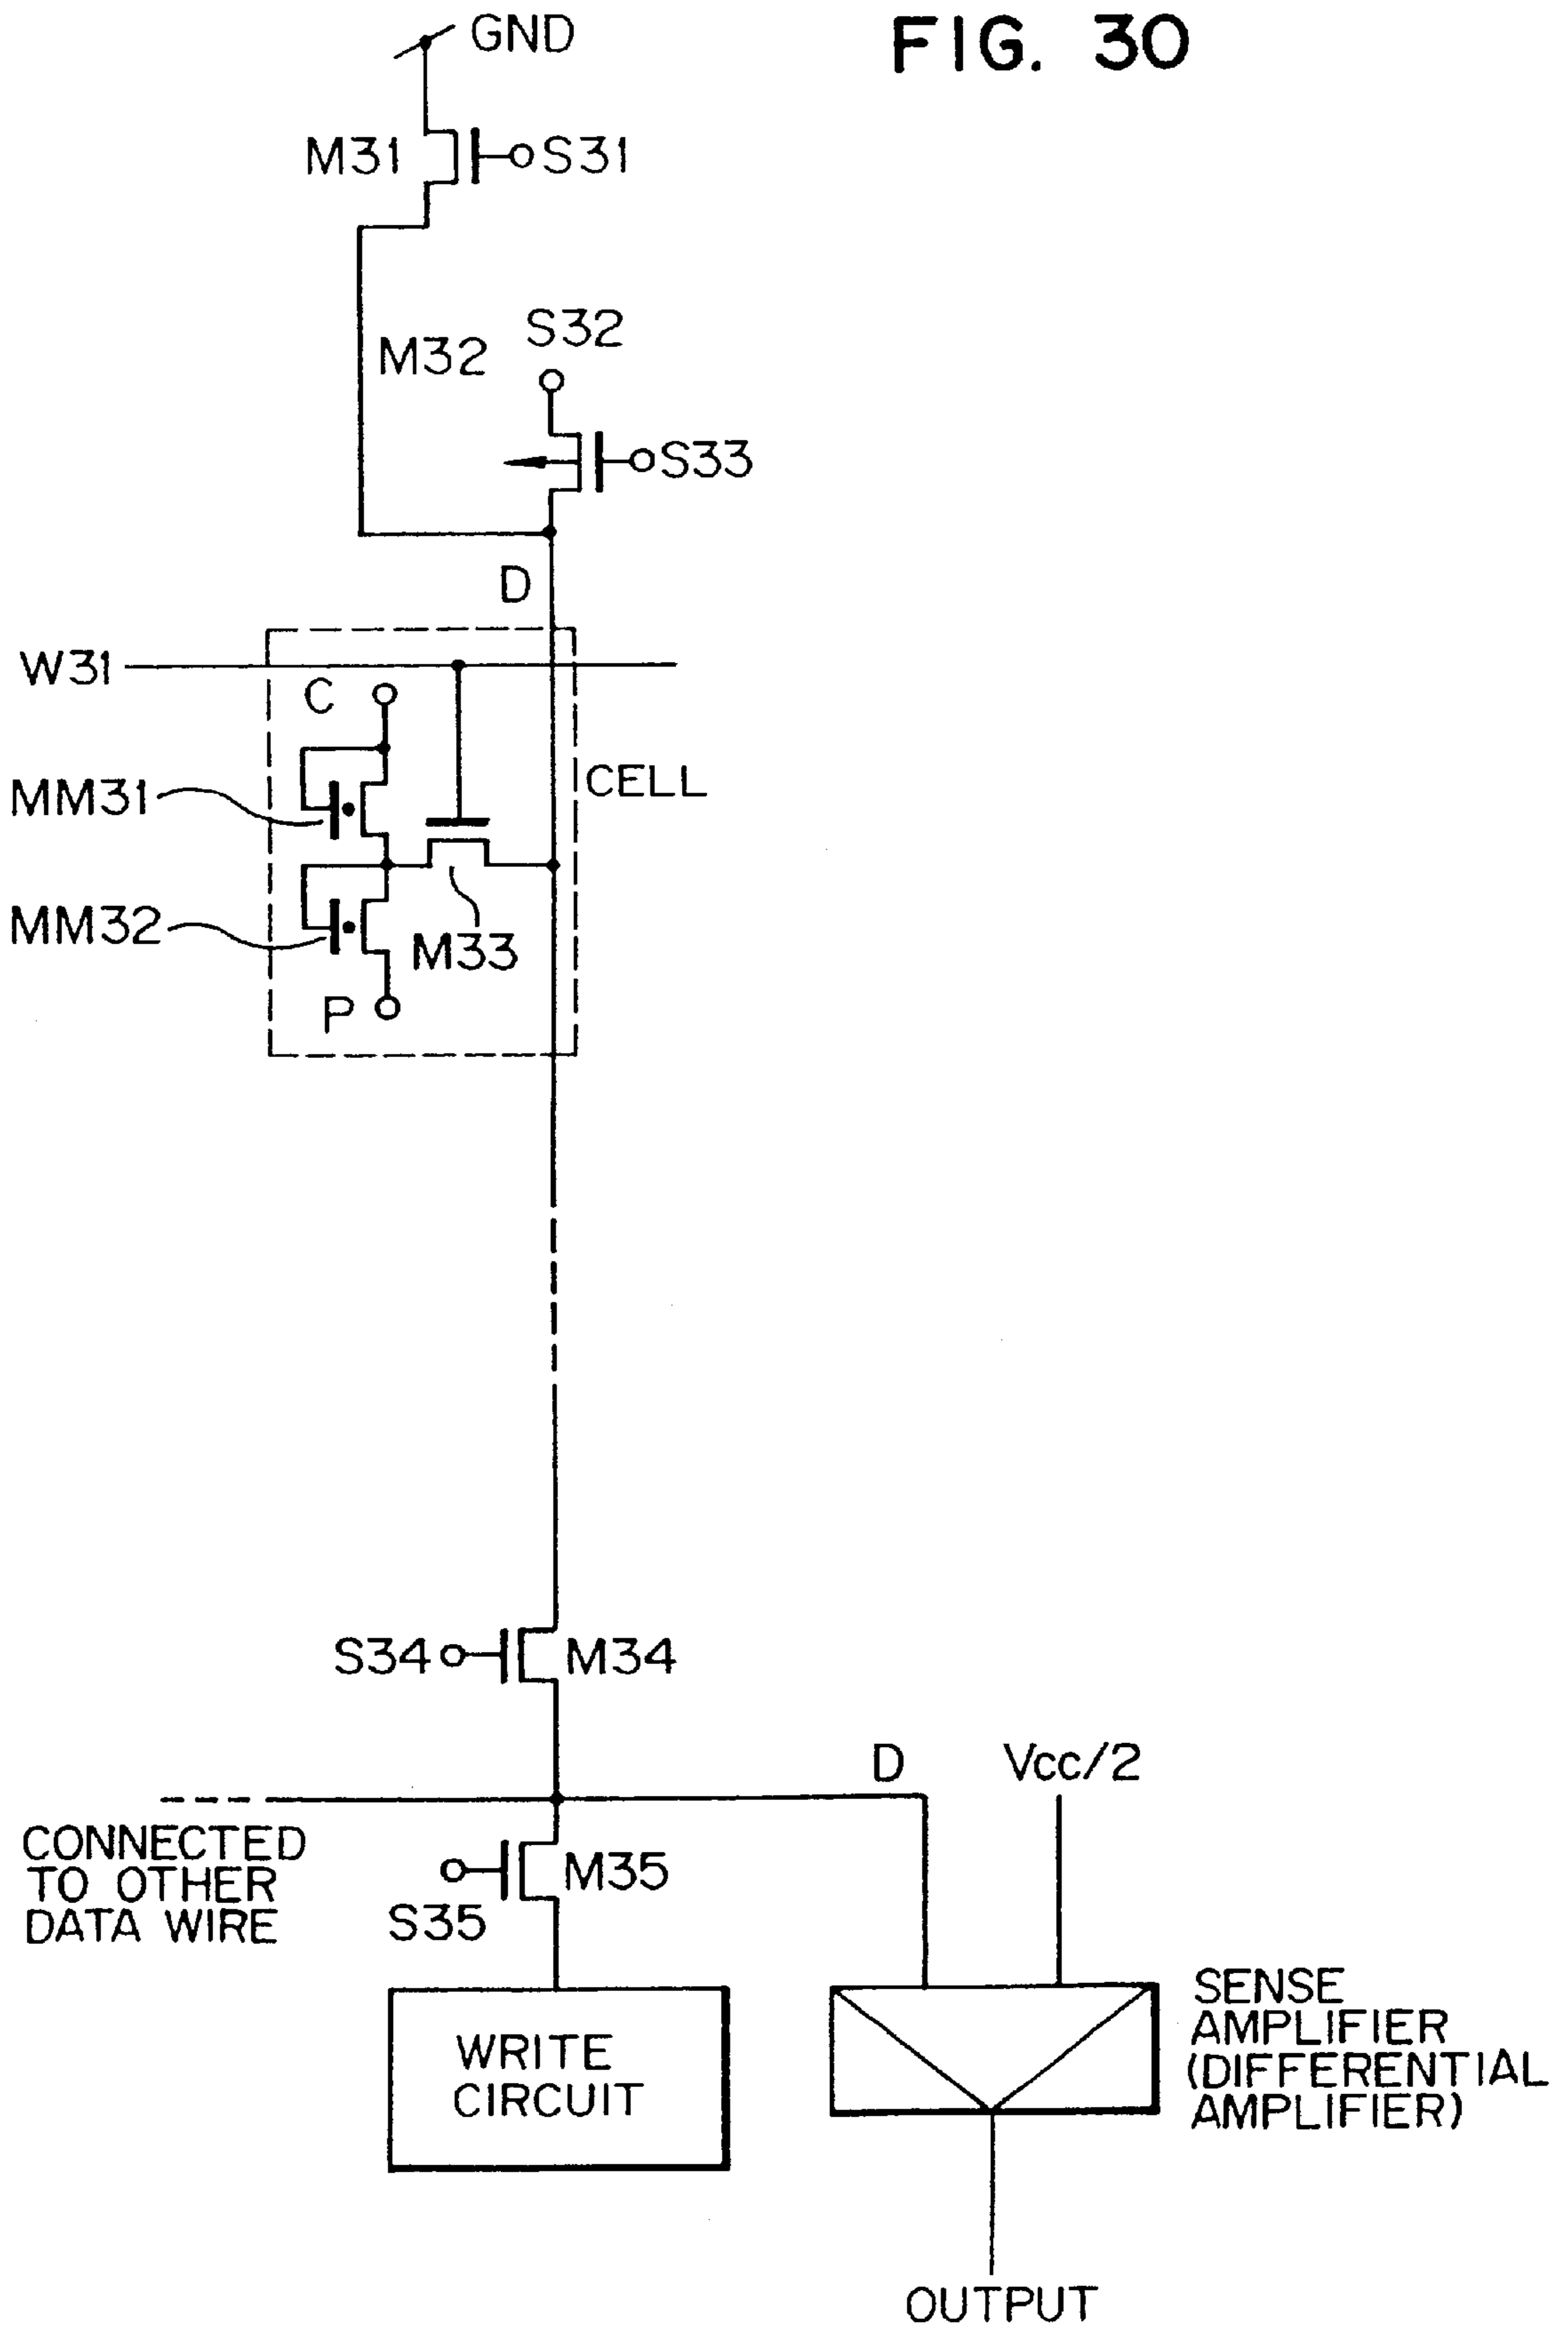 GND
FIG. 30
M31
S31
S32
M32
S33
D
W31
C
CELL
MM31
MM32
M33
P
S34
M34
D
Vcc/2
CONNECTED
TO OTHER
DATA WIRE
M35
S35
WRITE
CIRCUIT
SENSE
AMPLIFIER
(DIFFERENTIAL
AMPLIFIER)
OUTPUT